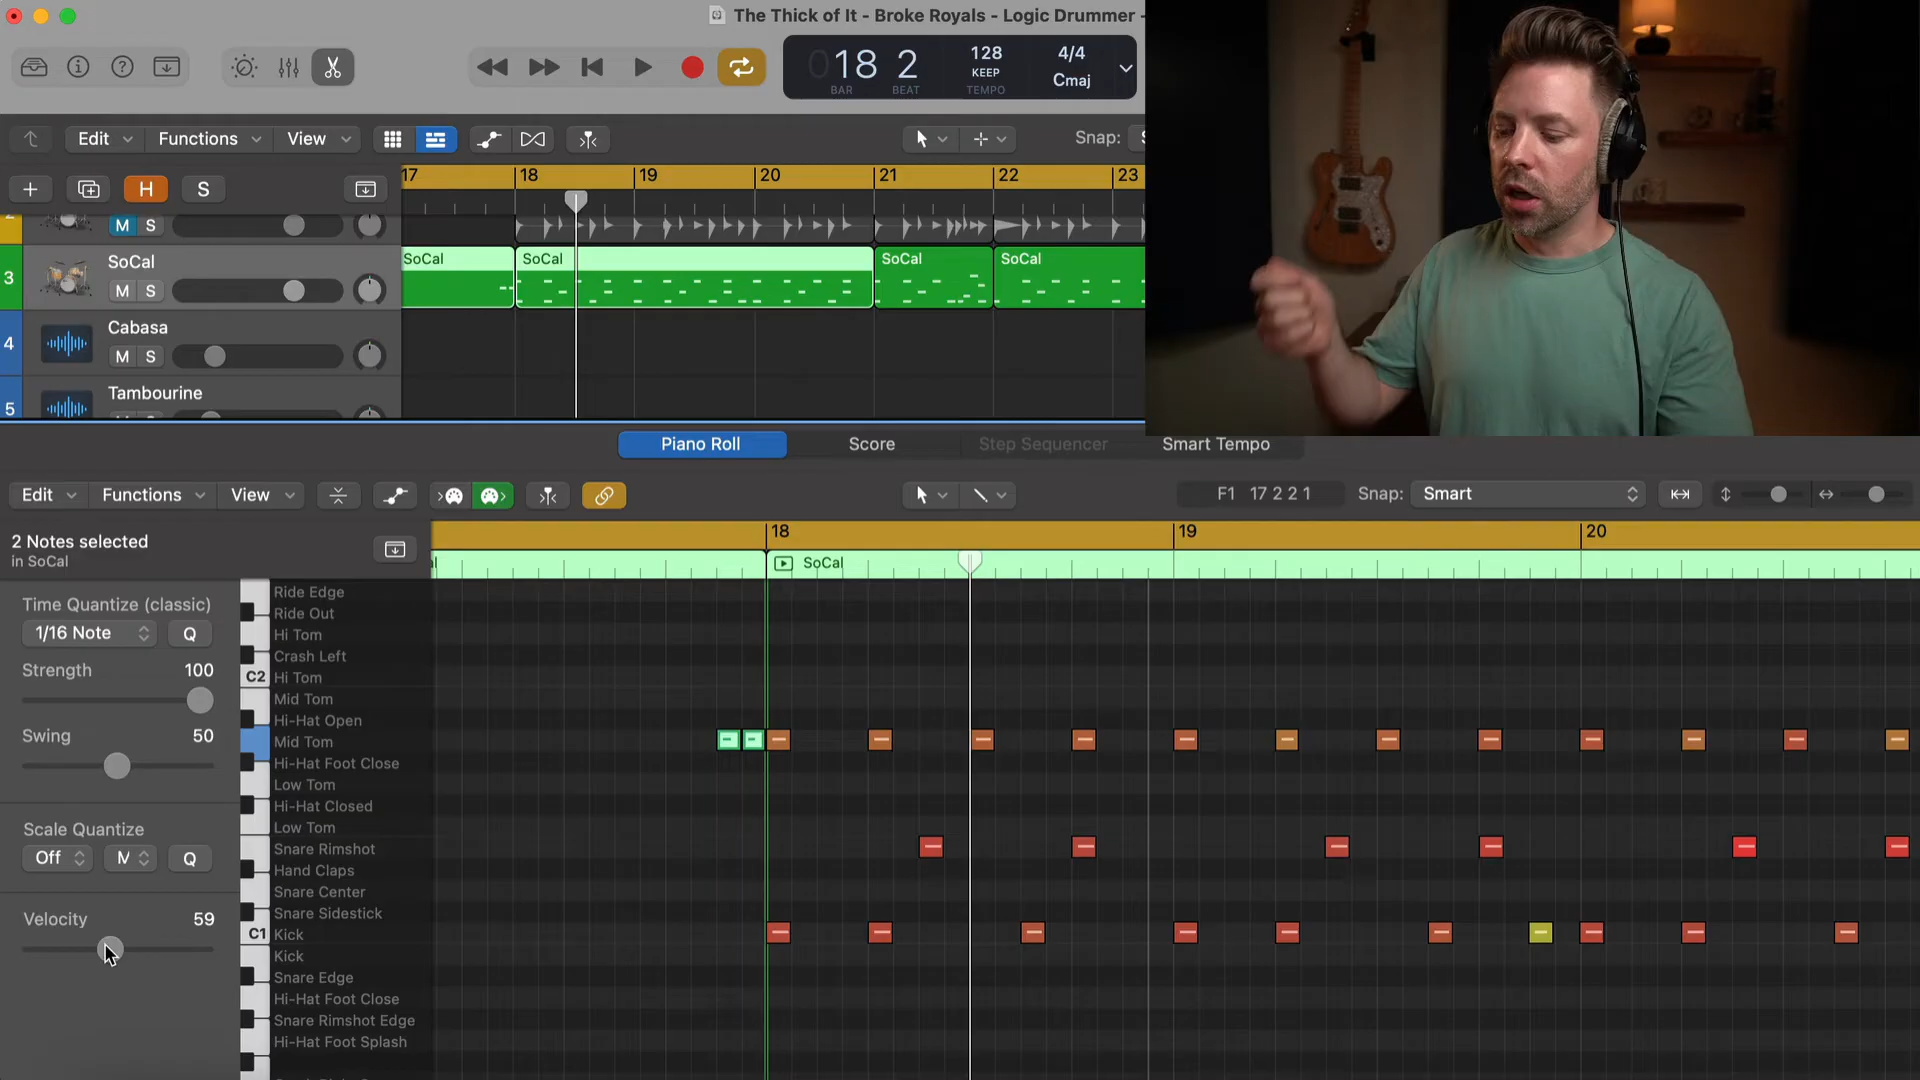 The Thick of It - Broke Royals - Logic Drummer -
18 2
BAR BEAT
128
KEEP
TEMPO
4/4
Cmaj
Edit Functions View
Snap:
H S
17 18 19 20 21 22 23
M S
3
SoCal
M S
SoCal SoCal SoCal SoCal
4
Cabasa
M S
5
Tambourine
Piano Roll Score Step Sequencer Smart Tempo
Edit Functions View
F1 17 2 2 1
Snap: Smart
2 Notes selected
in SoCal
18 19 20
SoCal
Time Quantize (classic)
1/16 Note Q
Strength 100
Swing 50
Scale Quantize
Off Q
Velocity 59
C2
C1
Ride Edge
Ride Out
Hi Tom
Crash Left
Hi Tom
Mid Tom
Hi-Hat Open
Mid Tom
Hi-Hat Foot Close
Low Tom
Hi-Hat Closed
Low Tom
Snare Rimshot
Hand Claps
Snare Center
Snare Sidestick
Kick
Kick
Snare Edge
Hi-Hat Foot Close
Snare Rimshot Edge
Hi-Hat Foot Splash